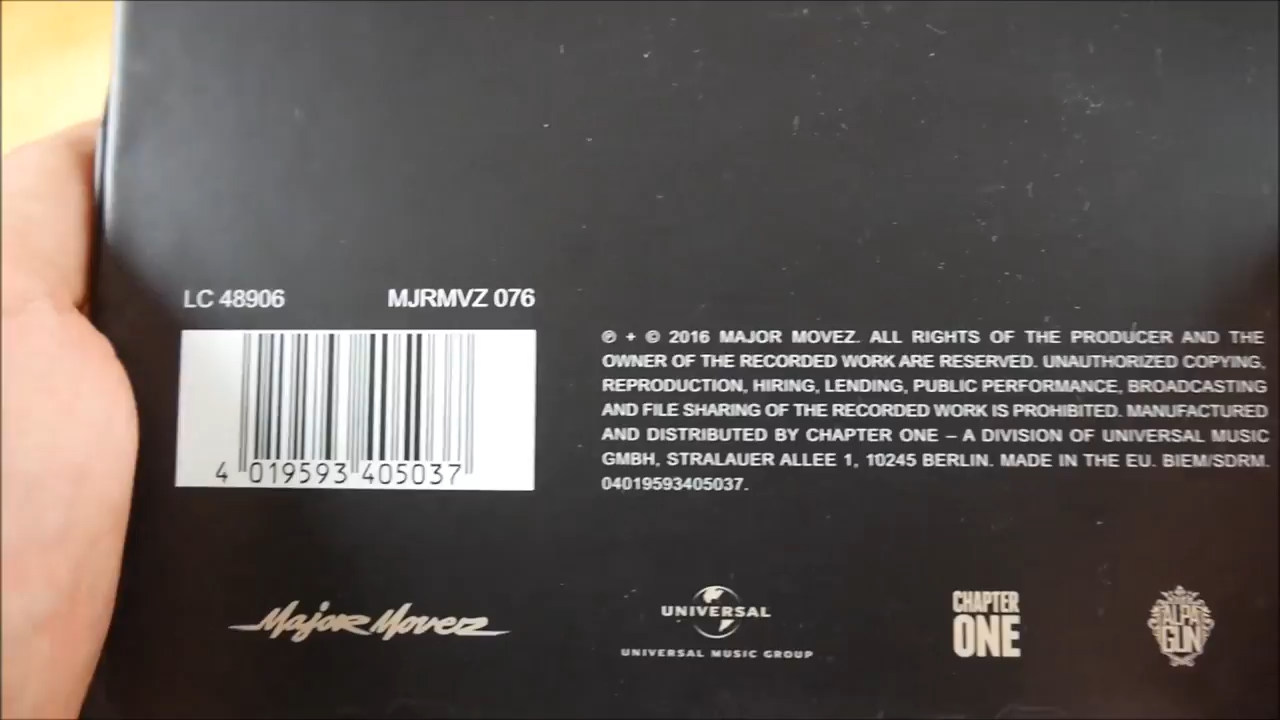 LC 48906 MJRMVZ 076
4 019593 405037
℗ + © 2016 MAJOR MOVEZ. ALL RIGHTS OF THE PRODUCER AND THE
OWNER OF THE RECORDED WORK ARE RESERVED. UNAUTHORIZED COPYING,
REPRODUCTION, HIRING, LENDING, PUBLIC PERFORMANCE, BROADCASTING
AND FILE SHARING OF THE RECORDED WORK IS PROHIBITED. MANUFACTURED
AND DISTRIBUTED BY CHAPTER ONE – A DIVISION OF UNIVERSAL MUSIC
GMBH, STRALAUER ALLEE 1, 10245 BERLIN. MADE IN THE EU. BIEM/SDRM.
04019593405037.
Major Movez
UNIVERSAL
UNIVERSAL MUSIC GROUP
CHAPTER
ONE
ALPA
GUN